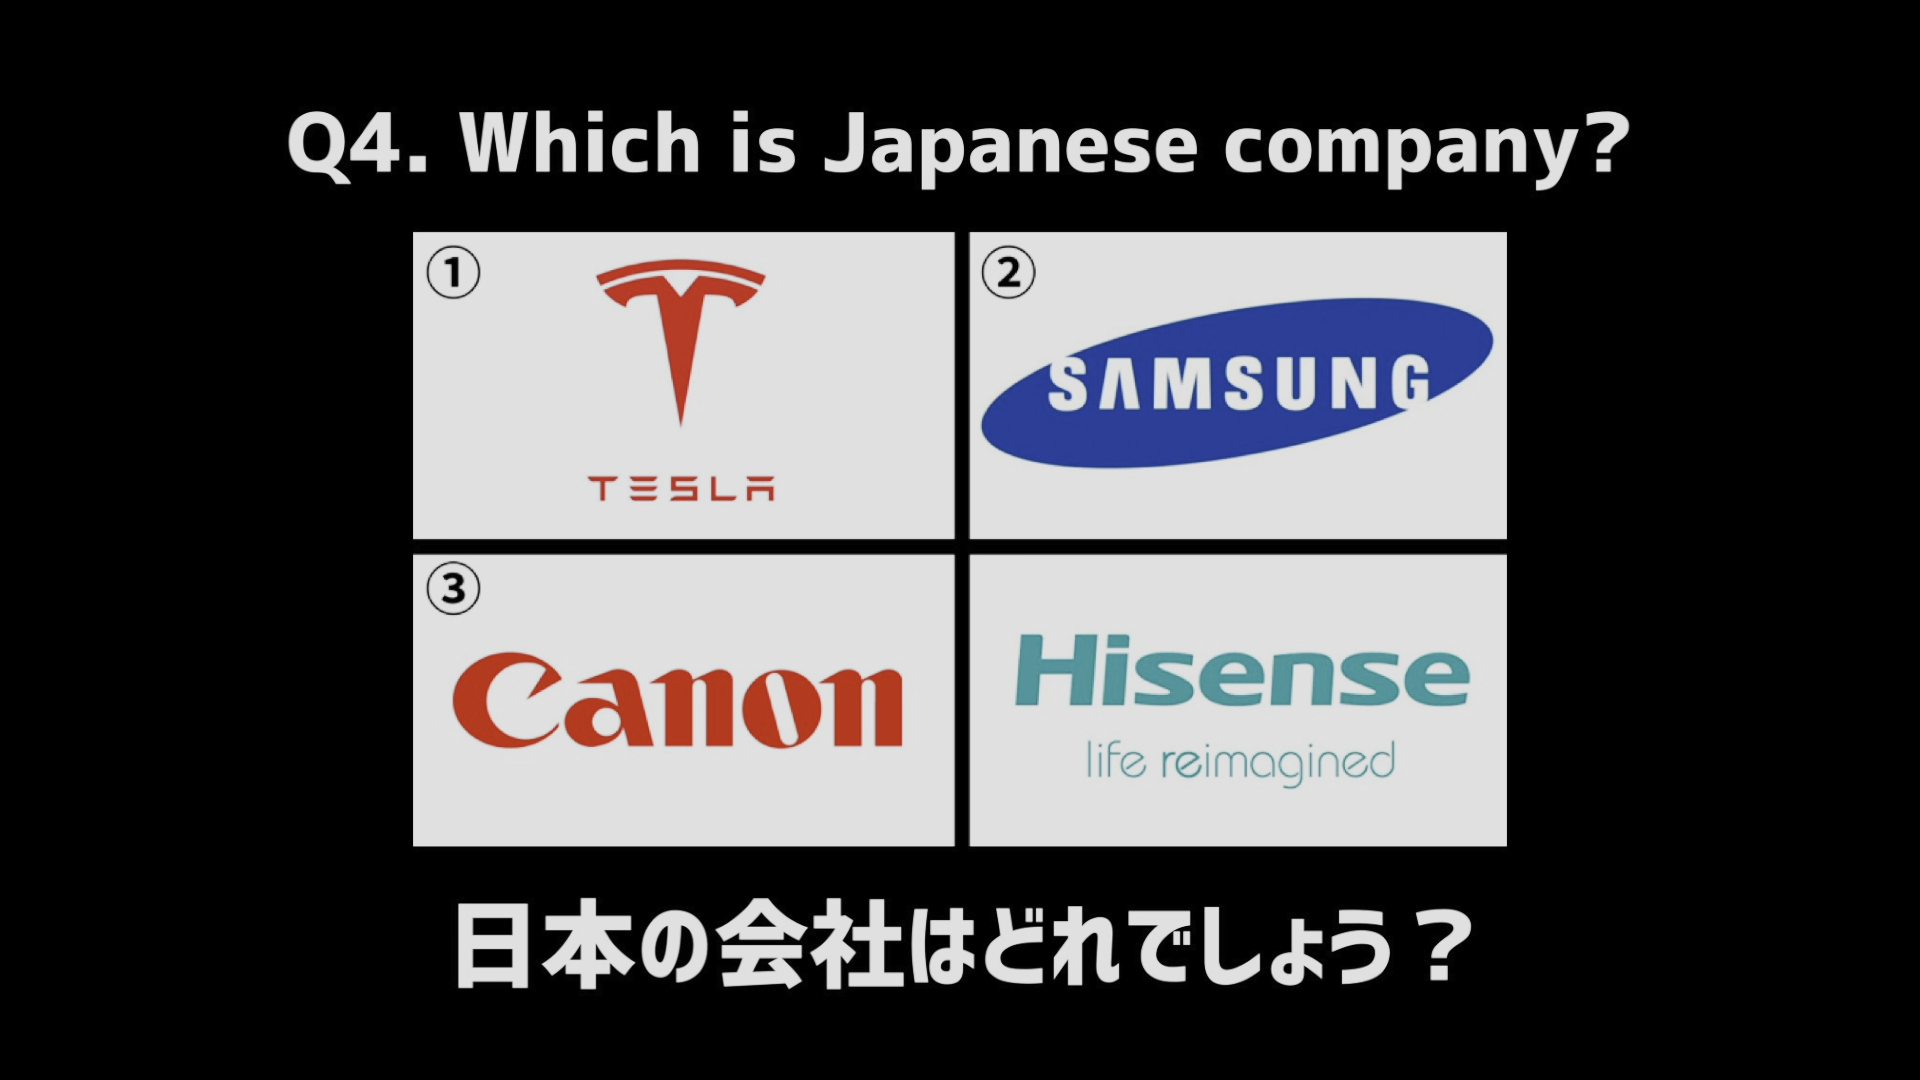 Q4. Which is Japanese company?
①
TESLA
②
SAMSUNG
③
Canon
Hisense
life reimagined
日本の会社はどれでしょう？